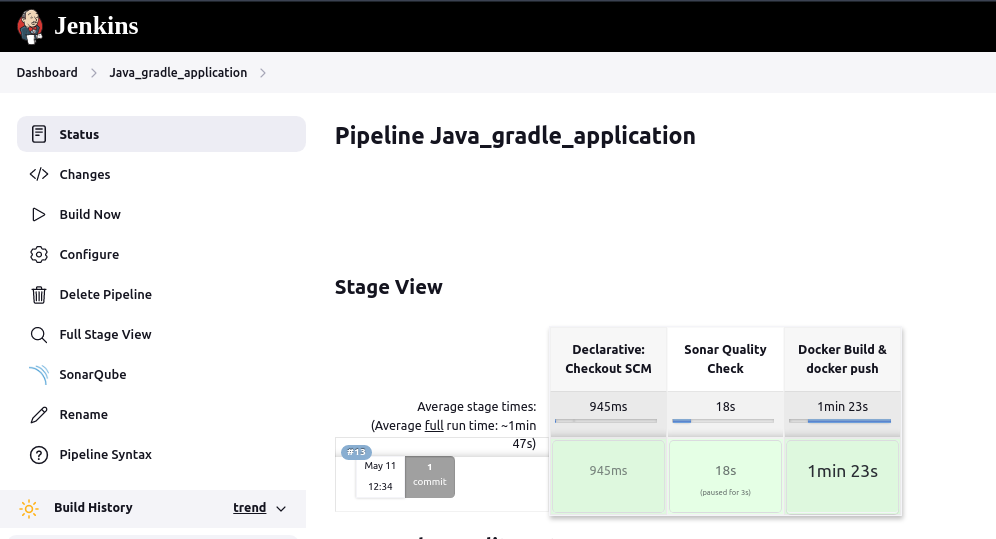 Jenkins
Dashboard
Java_gradle_application
Status
Changes
Build Now
Configure
Delete Pipeline
Full Stage View
SonarQube
Rename
Pipeline Syntax
Build History
trend
Pipeline Java_gradle_application
Stage View
Declarative:
Checkout SCM
Sonar Quality
Check
Docker Build &
docker push
Average stage times:
(Average full run time: ~1min
47s)
945ms
18s
1min 23s
#13
May 11
12:34
1
commit
945ms
18s
(paused for 3s)
1min 23s